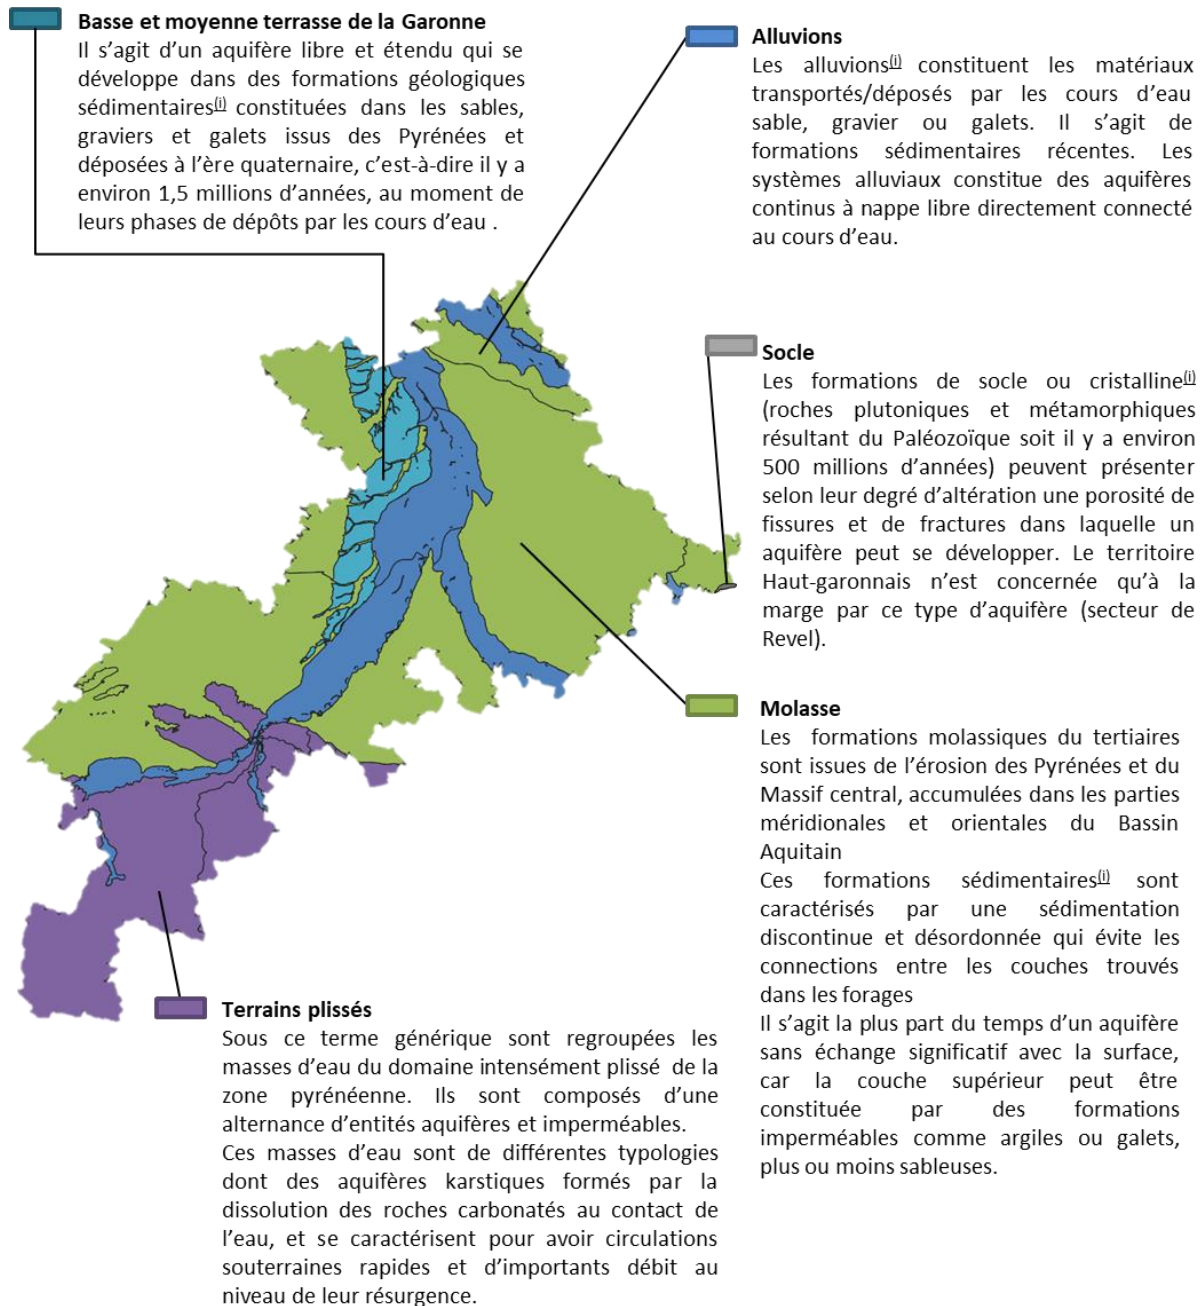 Basse et moyenne terrasse de la Garonne
Il s’agit d’un aquifère libre et étendu qui se
développe dans des formations géologiques
sédimentaires(i) constituées dans les sables,
graviers et galets issus des Pyrénées et
déposées à l’ère quaternaire, c’est-à-dire il y a
environ 1,5 millions d’années, au moment de
leurs phases de dépôts par les cours d’eau .
Alluvions
Les alluvions(i) constituent les matériaux
transportés/déposés par les cours d’eau
sable, gravier ou galets. Il s’agit de
formations sédimentaires récentes. Les
systèmes alluviaux constitue des aquifères
continus à nappe libre directement connecté
au cours d’eau.
Socle
Les formations de socle ou cristalline(i)
(roches plutoniques et métamorphiques
résultant du Paléozoïque soit il y a environ
500 millions d’années) peuvent présenter
selon leur degré d’altération une porosité de
fissures et de fractures dans laquelle un
aquifère peut se développer. Le territoire
Haut-garonnais n’est concernée qu’à la
marge par ce type d’aquifère (secteur de
Revel).
Molasse
Les formations molassiques du tertiaires
sont issues de l’érosion des Pyrénées et du
Massif central, accumulées dans les parties
méridionales et orientales du Bassin
Aquitain
Ces formations sédimentaires(i) sont
caractérisés par une sédimentation
discontinue et désordonnée qui évite les
connections entre les couches trouvés
dans les forages
Il s’agit la plus part du temps d’un aquifère
sans échange significatif avec la surface,
car la couche supérieur peut être
constituée par des formations
imperméables comme argiles ou galets,
plus ou moins sableuses.
Terrains plissés
Sous ce terme générique sont regroupées les
masses d’eau du domaine intensément plissé de la
zone pyrénéenne. Ils sont composés d’une
alternance d’entités aquifères et imperméables.
Ces masses d’eau sont de différentes typologies
dont des aquifères karstiques formés par la
dissolution des roches carbonatés au contact de
l’eau, et se caractérisent pour avoir circulations
souterraines rapides et d’importants débit au
niveau de leur résurgence.